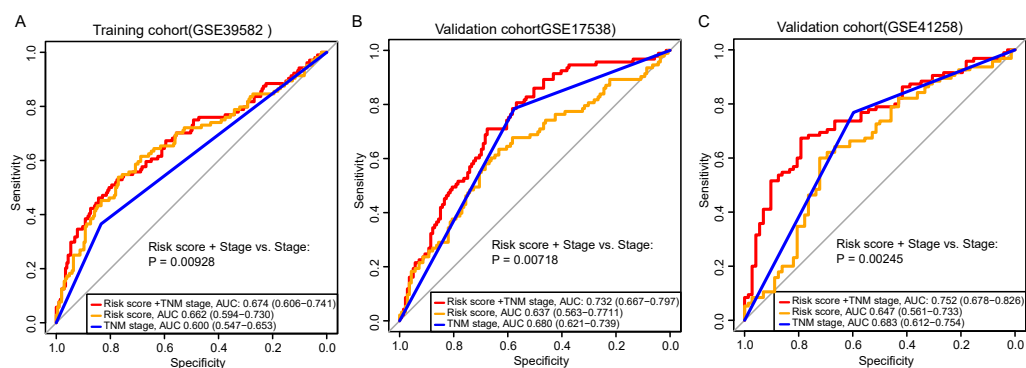 A
Training cohort(GSE39582 )
Sensitivity
0.0
0.2
0.4
0.6
0.8
1.0
Risk score + Stage vs. Stage:
P = 0.00928
Risk score +TNM stage, AUC: 0.674 (0.606−0.741)
Risk score, AUC 0.662 (0.594−0.730)
TNM stage, AUC 0.600 (0.547−0.653)
1.0 0.8 0.6 0.4 0.2 0.0
Specificity
B
Validation cohortGSE17538)
Sensitivity
0.0
0.2
0.4
0.6
0.8
1.0
Risk score + Stage vs. Stage:
P = 0.00718
Risk score +TNM stage, AUC: 0.732 (0.667−0.797)
Risk score, AUC 0.637 (0.563−0.7711)
TNM stage, AUC 0.680 (0.621−0.739)
1.0 0.8 0.6 0.4 0.2 0.0
Specificity
C
Validation cohort(GSE41258)
Sensitivity
0.0
0.2
0.4
0.6
0.8
1.0
Risk score + Stage vs. Stage:
P = 0.00245
Risk score +TNM stage, AUC: 0.752 (0.678−0.826)
Risk score, AUC 0.647 (0.561−0.733)
TNM stage, AUC 0.683 (0.612−0.754)
1.0 0.8 0.6 0.4 0.2 0.0
Specificity